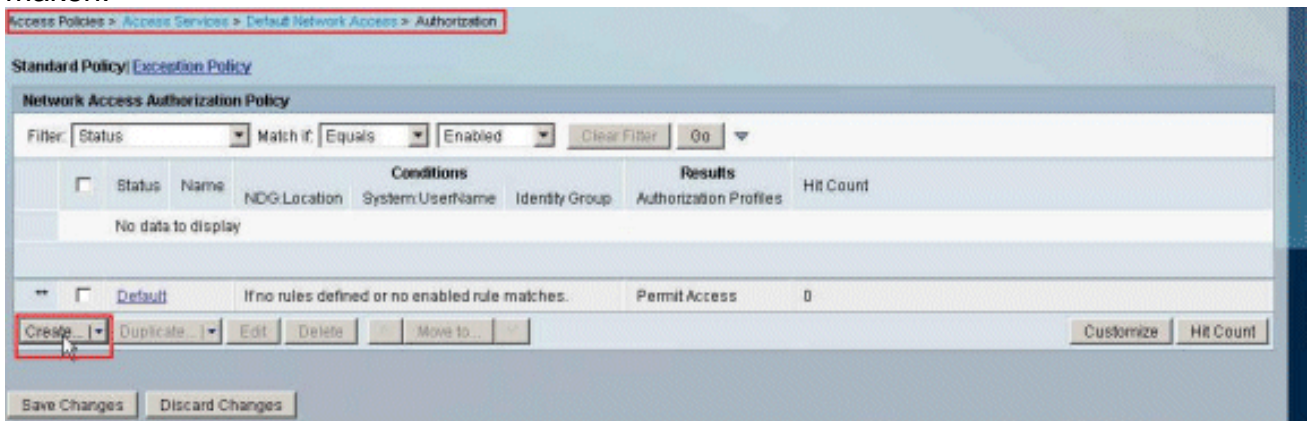 Access Policies > Access Services > Default Network Access > Authorization
Standard Policy| Exception Policy
Network Access Authorization Policy
Filter: Status Match if: Equals Enabled Clear Filter Go
Status Name Conditions NDG:Location System:UserName Identity Group Results Authorization Profiles Hit Count
No data to display
** Default If no rules defined or no enabled rule matches. Permit Access 0
Create... Duplicate... Edit Delete Move to... Customize Hit Count
Save Changes Discard Changes